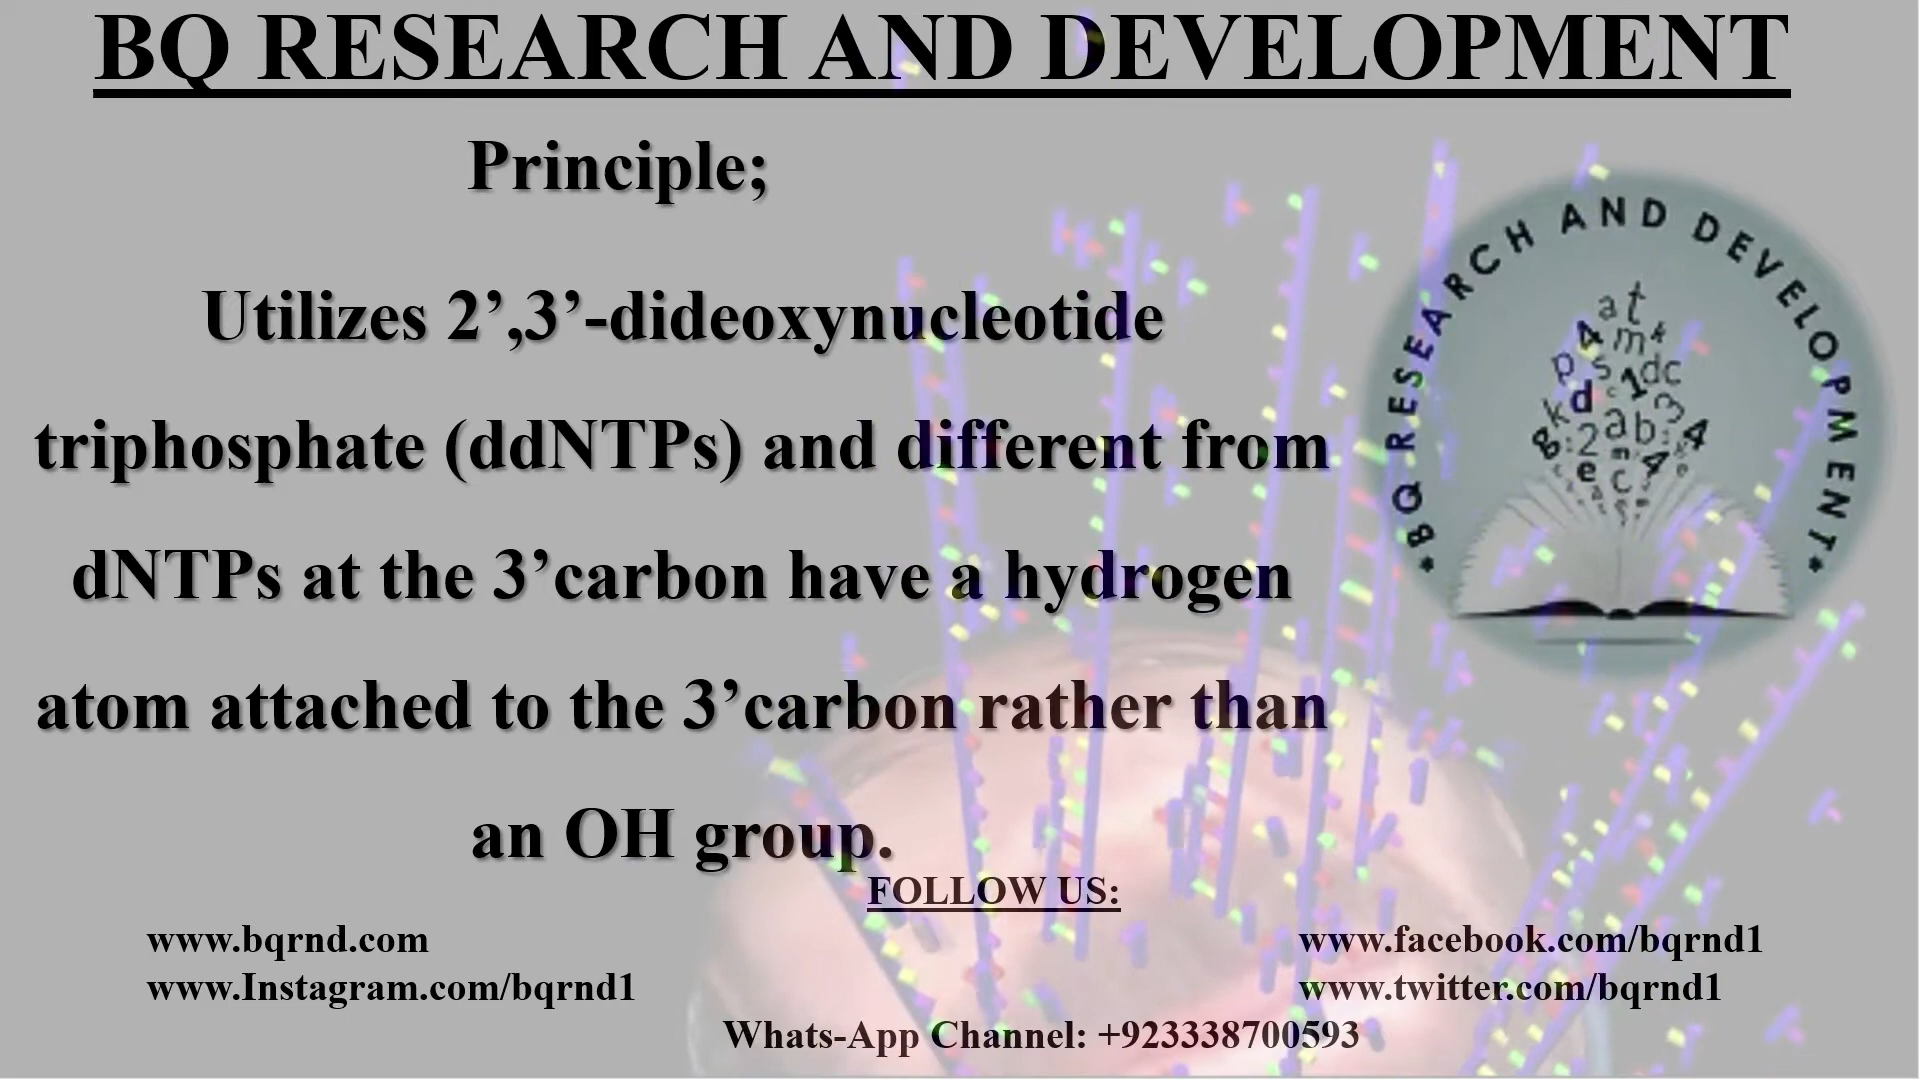 BQ RESEARCH AND DEVELOPMENT
Principle;
Utilizes 2’,3’-dideoxynucleotide
triphosphate (ddNTPs) and different from
dNTPs at the 3’carbon have a hydrogen
atom attached to the 3’carbon rather than
an OH group.
BQ RESEARCH AND DEVELOPMENT
FOLLOW US:
www.bqrnd.com
www.facebook.com/bqrnd1
www.Instagram.com/bqrnd1
www.twitter.com/bqrnd1
Whats-App Channel: +923338700593